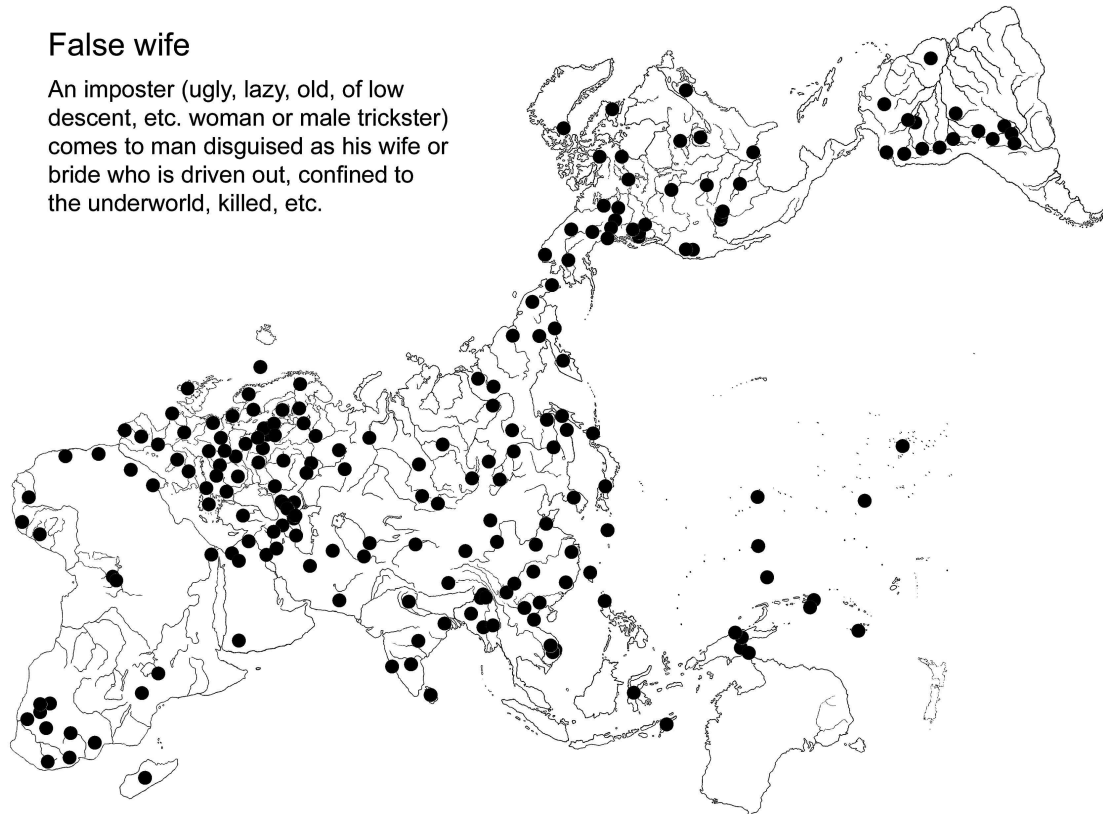 False wife
An imposter (ugly, lazy, old, of low
descent, etc. woman or male trickster)
comes to man disguised as his wife or
bride who is driven out, confined to
the underworld, killed, etc.